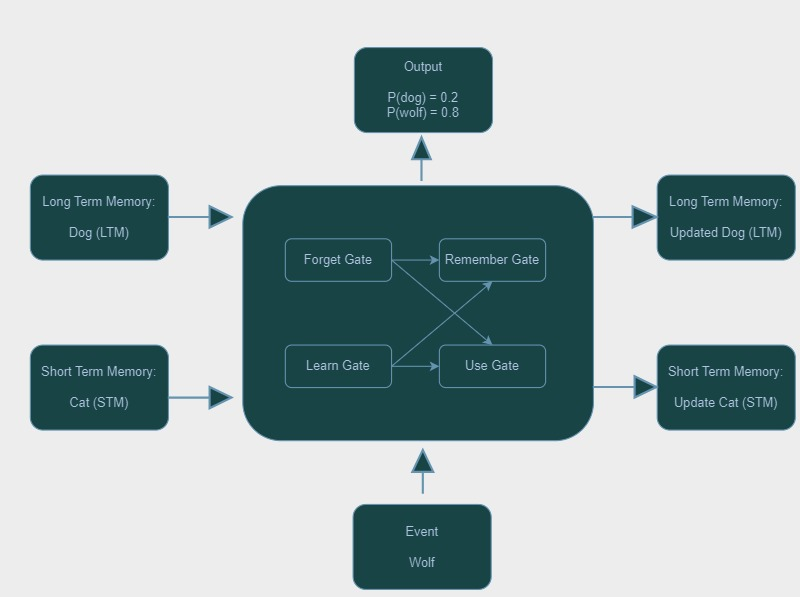 Output
P(dog) = 0.2
P(wolf) = 0.8
Long Term Memory:
Dog (LTM)
Long Term Memory:
Updated Dog (LTM)
Forget Gate
Remember Gate
Learn Gate
Use Gate
Short Term Memory:
Cat (STM)
Short Term Memory:
Update Cat (STM)
Event
Wolf